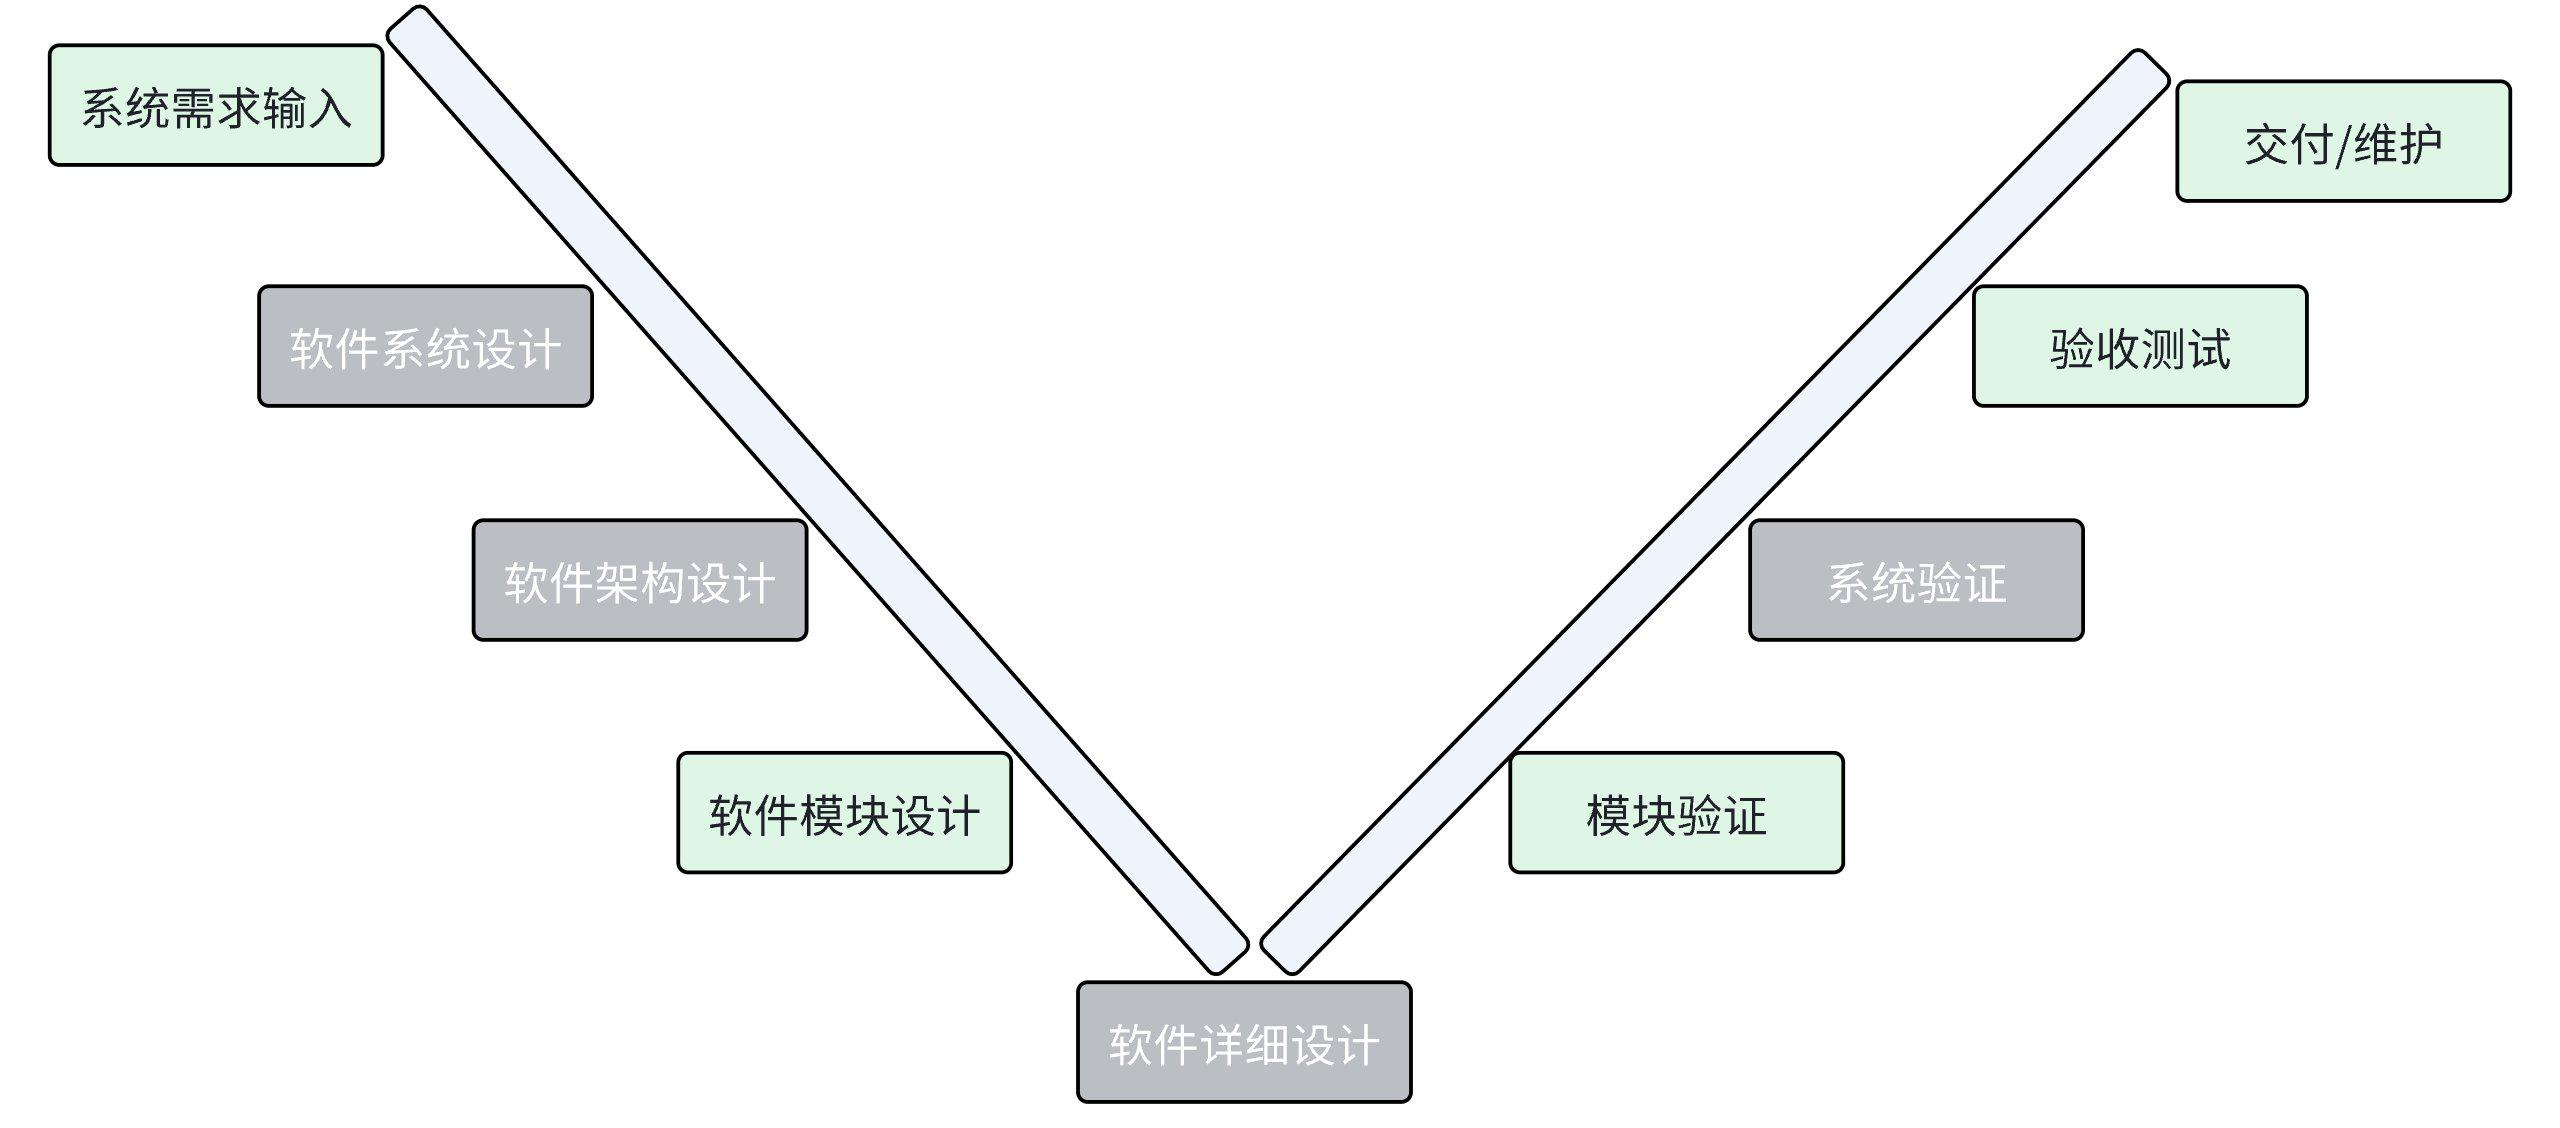 系统需求输入
交付/维护
软件系统设计
验收测试
软件架构设计
系统验证
软件模块设计
模块验证
软件详细设计